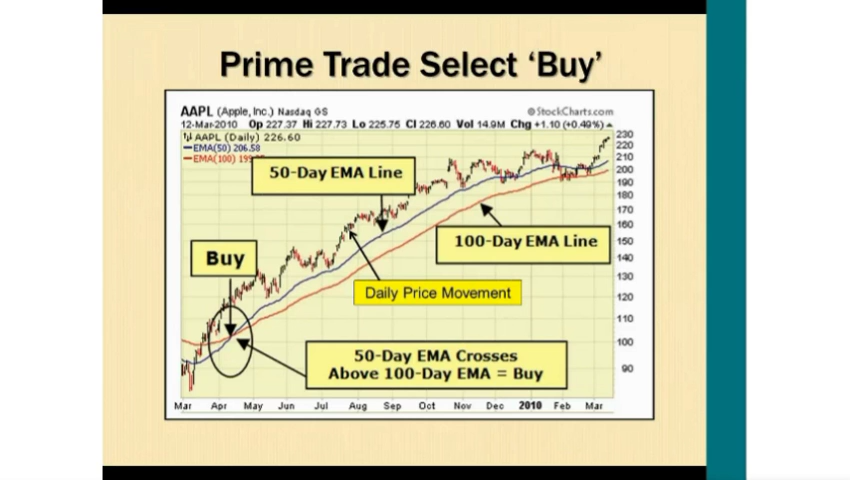 Prime Trade Select ‘Buy’
AAPL (Apple, Inc.) Nasdaq GS
© StockCharts.com
12-Mar-2010 Op 227.37 Hi 227.73 Lo 225.75 Cl 226.60 Vol 14.9M Chg +1.10 (+0.49%)
AAPL (Daily) 226.60
EMA(50) 206.58
EMA(100)
50-Day EMA Line
Buy
100-Day EMA Line
Daily Price Movement
50-Day EMA Crosses
Above 100-Day EMA = Buy
230
220
210
200
190
180
170
160
150
140
130
120
110
100
90
Mar Apr May Jun Jul Aug Sep Oct Nov Dec 2010 Feb Mar